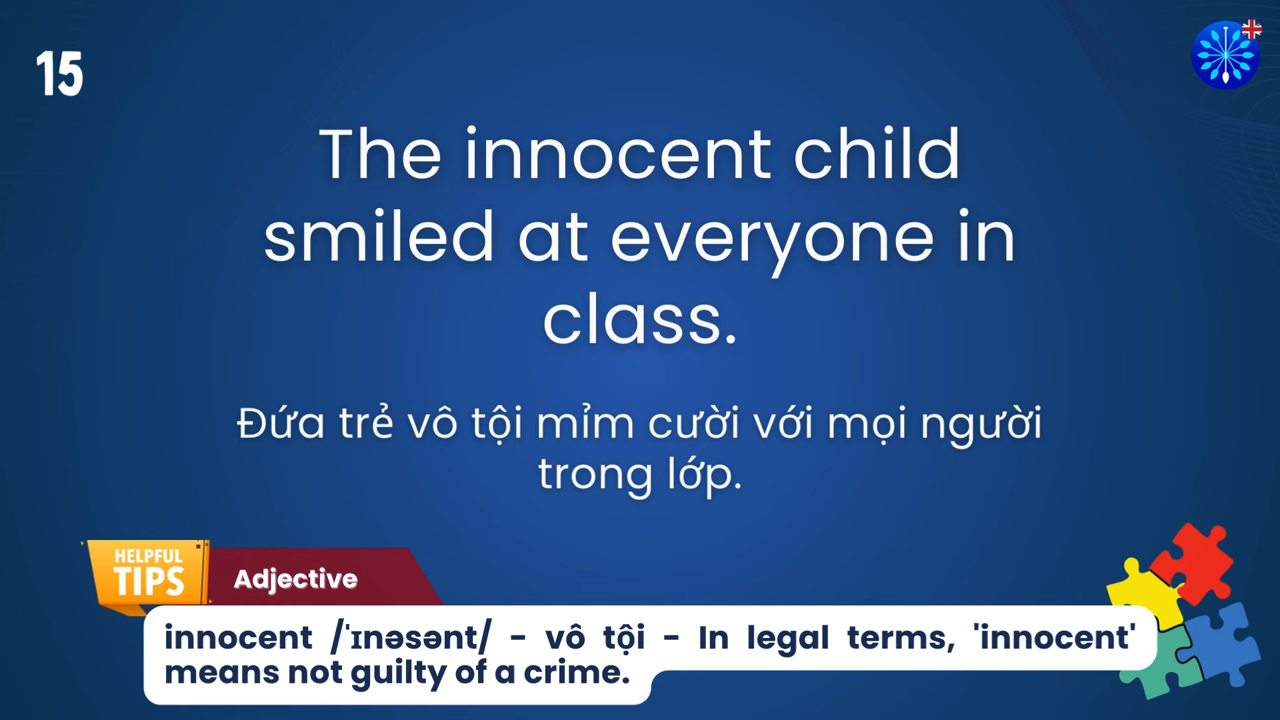 15
The innocent child
smiled at everyone in
class.
Đứa trẻ vô tội mỉm cười với mọi người
trong lớp.
HELPFUL
TIPS
Adjective
innocent /ˈɪnəsənt/ - vô tội - In legal terms, 'innocent'
means not guilty of a crime.